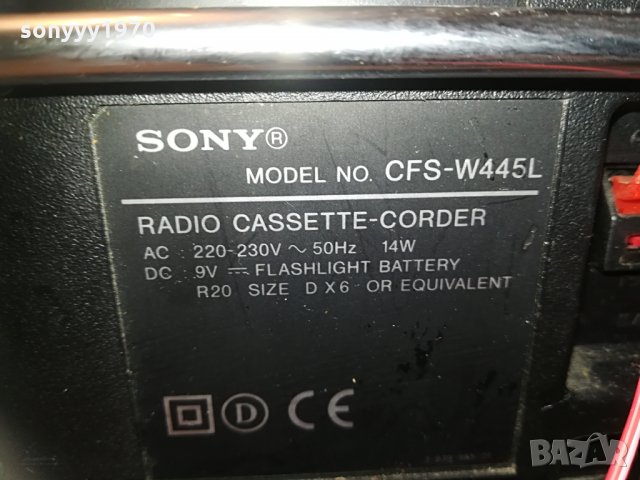 sonyyy1970
SONY®
MODEL NO. CFS-W445L
RADIO CASSETTE-CORDER
AC : 220-230V ~ 50Hz 14W
DC : 9V ⎓ FLASHLIGHT BATTERY
R20 SIZE D X 6 OR EQUIVALENT
D CE
BAZAR